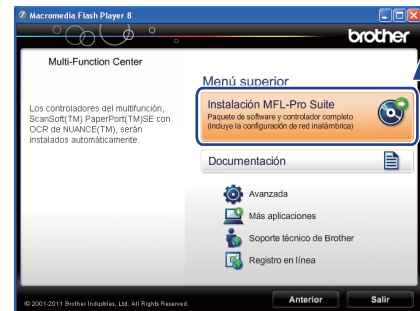 Macromedia Flash Player 8
brother
Multi-Function Center
Los controladores del multifunción,
ScanSoft(TM) PaperPort(TM)SE con
OCR de NUANCE(TM), serán
instalados automáticamente.
Menú superior
Instalación MFL-Pro Suite
Paquete de software y controlador completo
(Incluye la configuración de red inalámbrica)
Documentación
Avanzada
Más aplicaciones
Soporte técnico de Brother
Registro en línea
© 2001-2011 Brother Industries, Ltd. All Rights Reserved.
Anterior
Salir